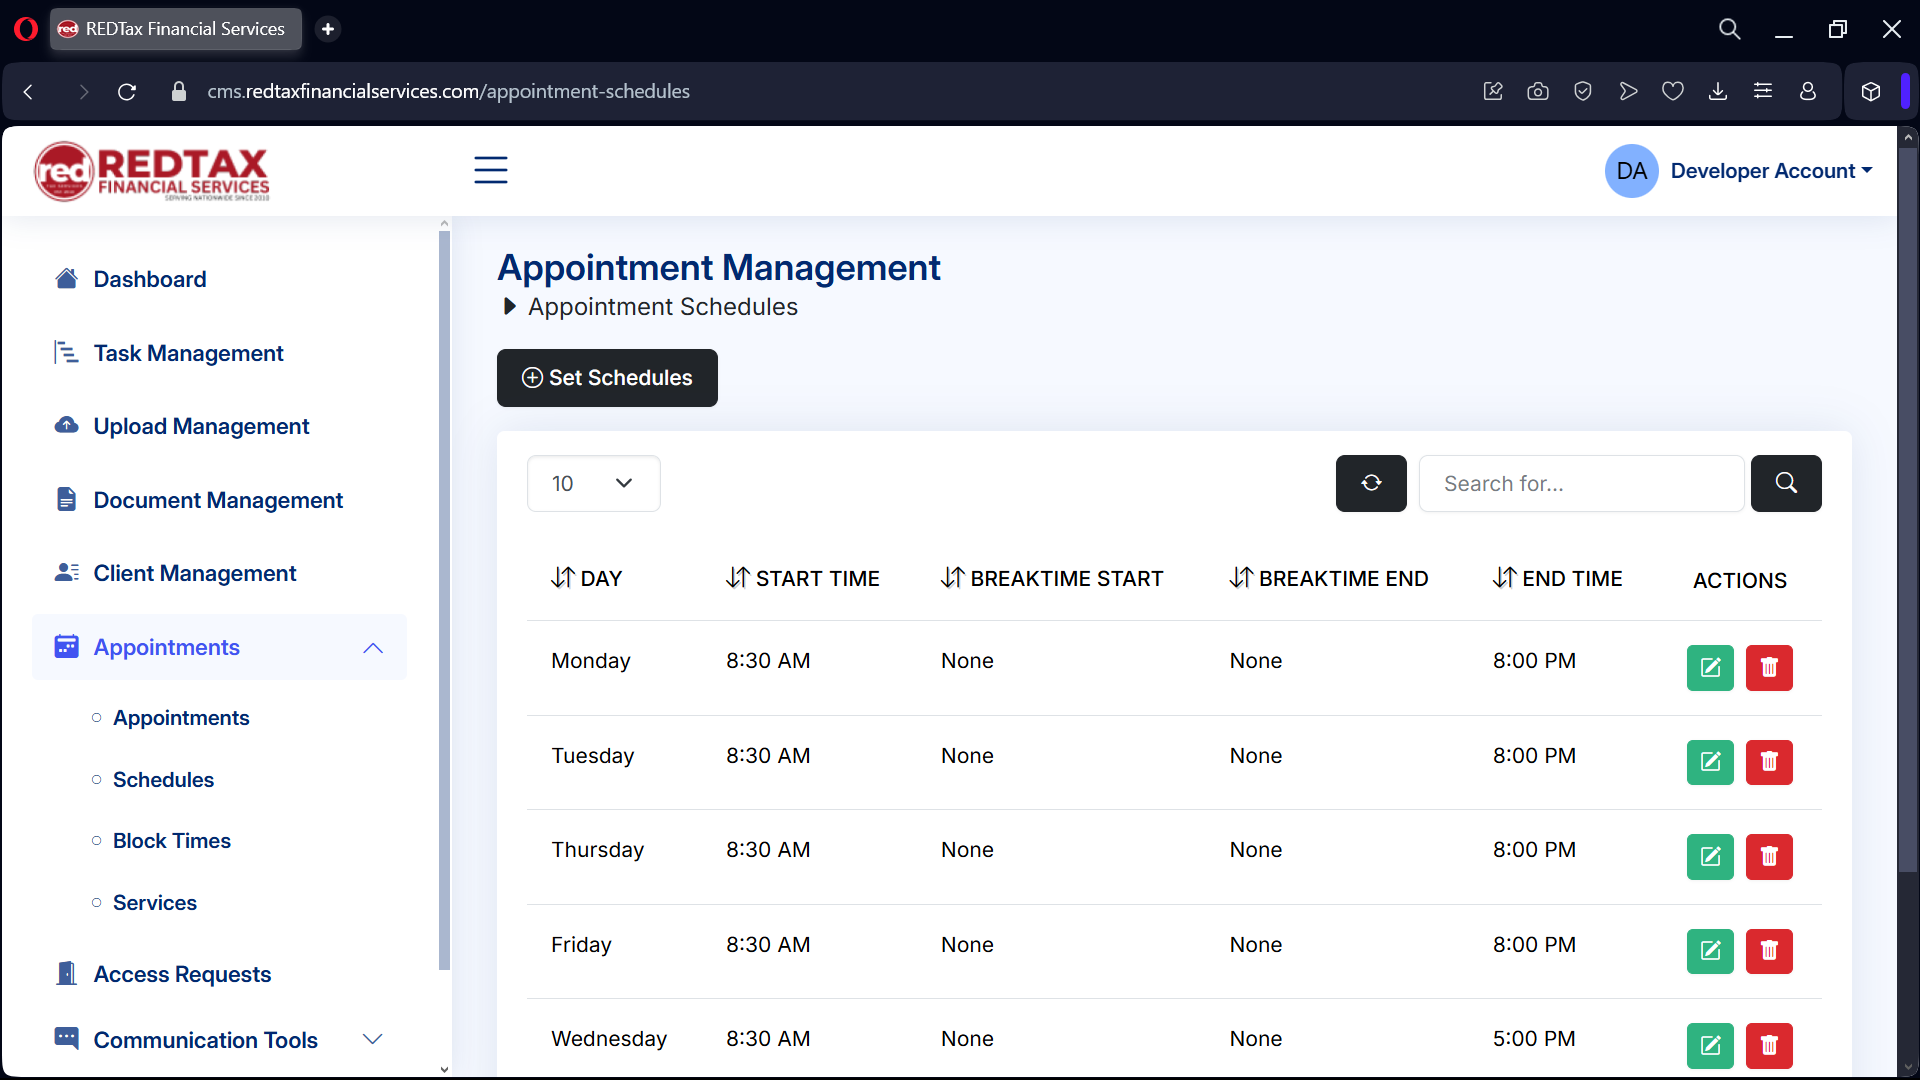 red REDTax Financial Services
cms.redtaxfinancialservices.com/appointment-schedules
red REDTAX
FINANCIAL SERVICES
SERVING NATIONWIDE SINCE 2010
DA Developer Account
Dashboard
Task Management
Upload Management
Document Management
Client Management
Appointments
Appointments
Schedules
Block Times
Services
Access Requests
Communication Tools
Appointment Management
Appointment Schedules
Set Schedules
10 Search for...
DAY START TIME BREAKTIME START BREAKTIME END END TIME ACTIONS
Monday 8:30 AM None None 8:00 PM
Tuesday 8:30 AM None None 8:00 PM
Thursday 8:30 AM None None 8:00 PM
Friday 8:30 AM None None 8:00 PM
Wednesday 8:30 AM None None 5:00 PM